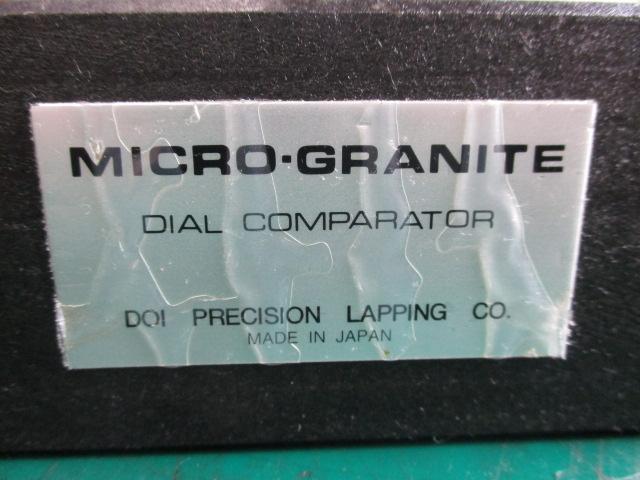 MICRO·GRANITE
DIAL COMPARATOR
DOI PRECISION LAPPING CO.
MADE IN JAPAN